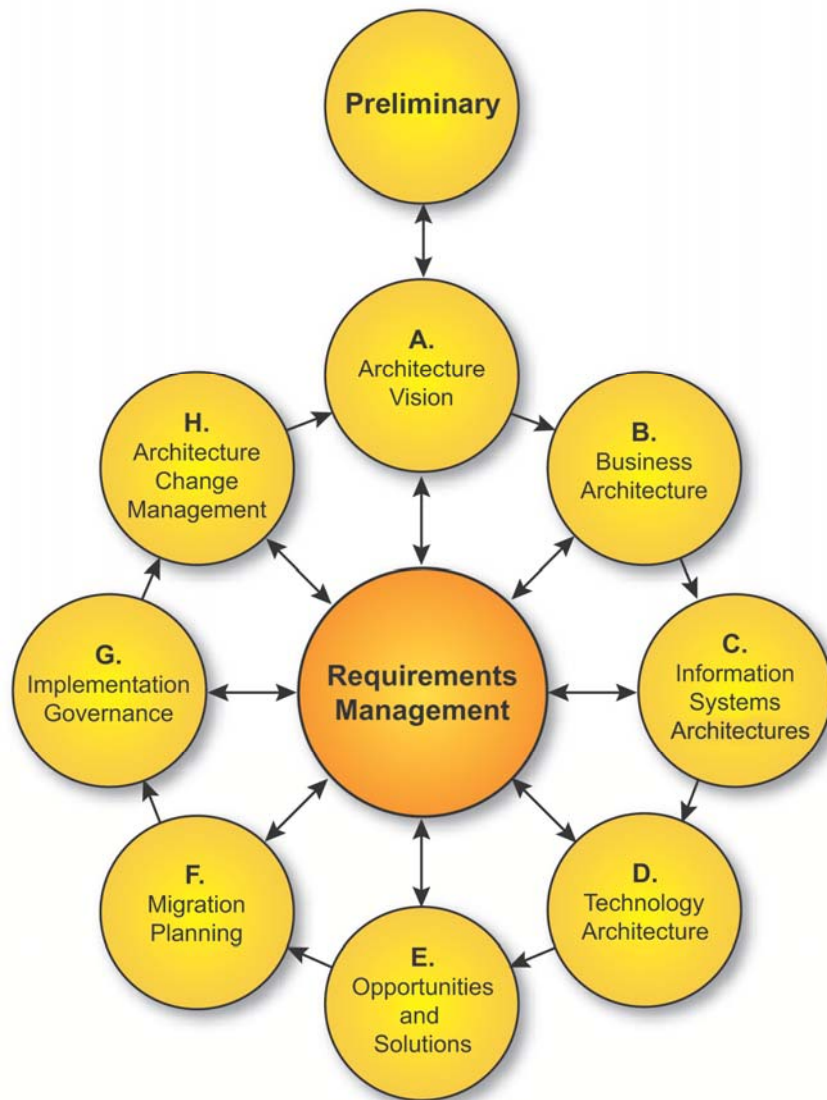 Preliminary
A.
Architecture
Vision
B.
Business
Architecture
C.
Information
Systems
Architectures
D.
Technology
Architecture
E.
Opportunities
and
Solutions
F.
Migration
Planning
G.
Implementation
Governance
H.
Architecture
Change
Management
Requirements
Management